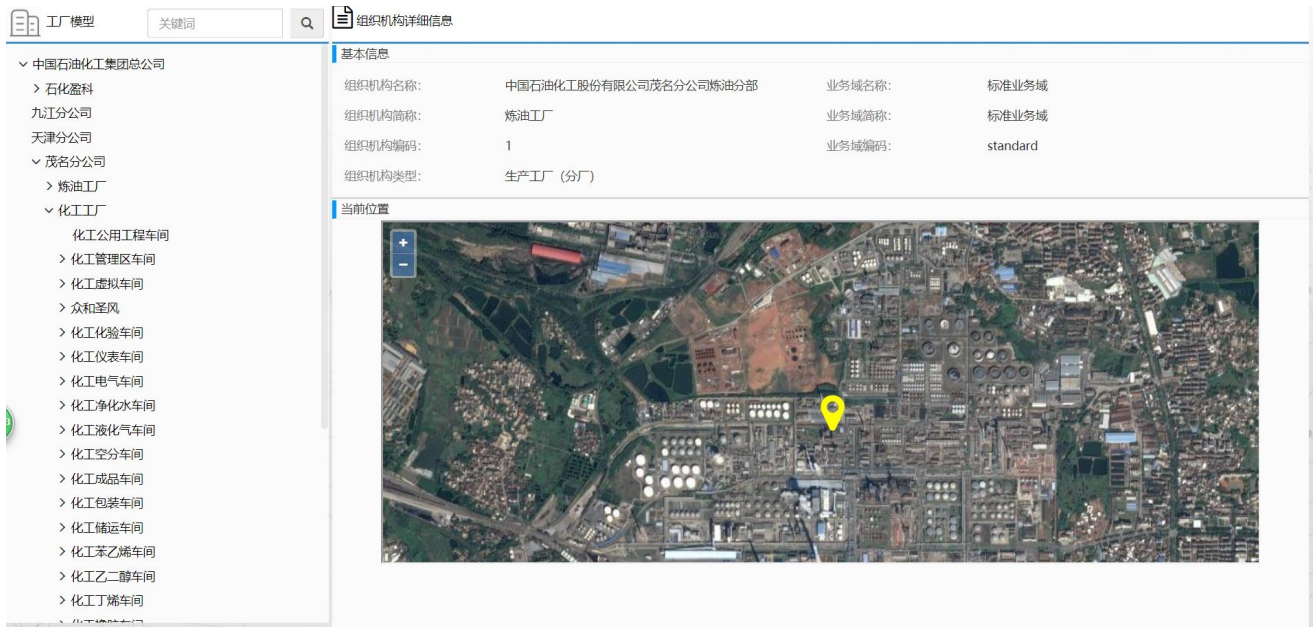 工厂模型
关键词
中国石油化工集团总公司
石化盈科
九江分公司
天津分公司
茂名分公司
炼油工厂
化工工厂
化工公用工程车间
化工管理区车间
化工虚拟车间
众和圣风
化工化验车间
化工仪表车间
化工电气车间
化工净化水车间
化工液化气车间
化工空分车间
化工成品车间
化工包装车间
化工储运车间
化工苯乙烯车间
化工乙二醇车间
化工丁烯车间
组织机构详细信息
基本信息
组织机构名称: 中国石油化工股份有限公司茂名分公司炼油分部 业务域名称: 标准业务域
组织机构简称: 炼油工厂 业务域简称: 标准业务域
组织机构编码: 1 业务域编码: standard
组织机构类型: 生产工厂（分厂）
当前位置
+
−